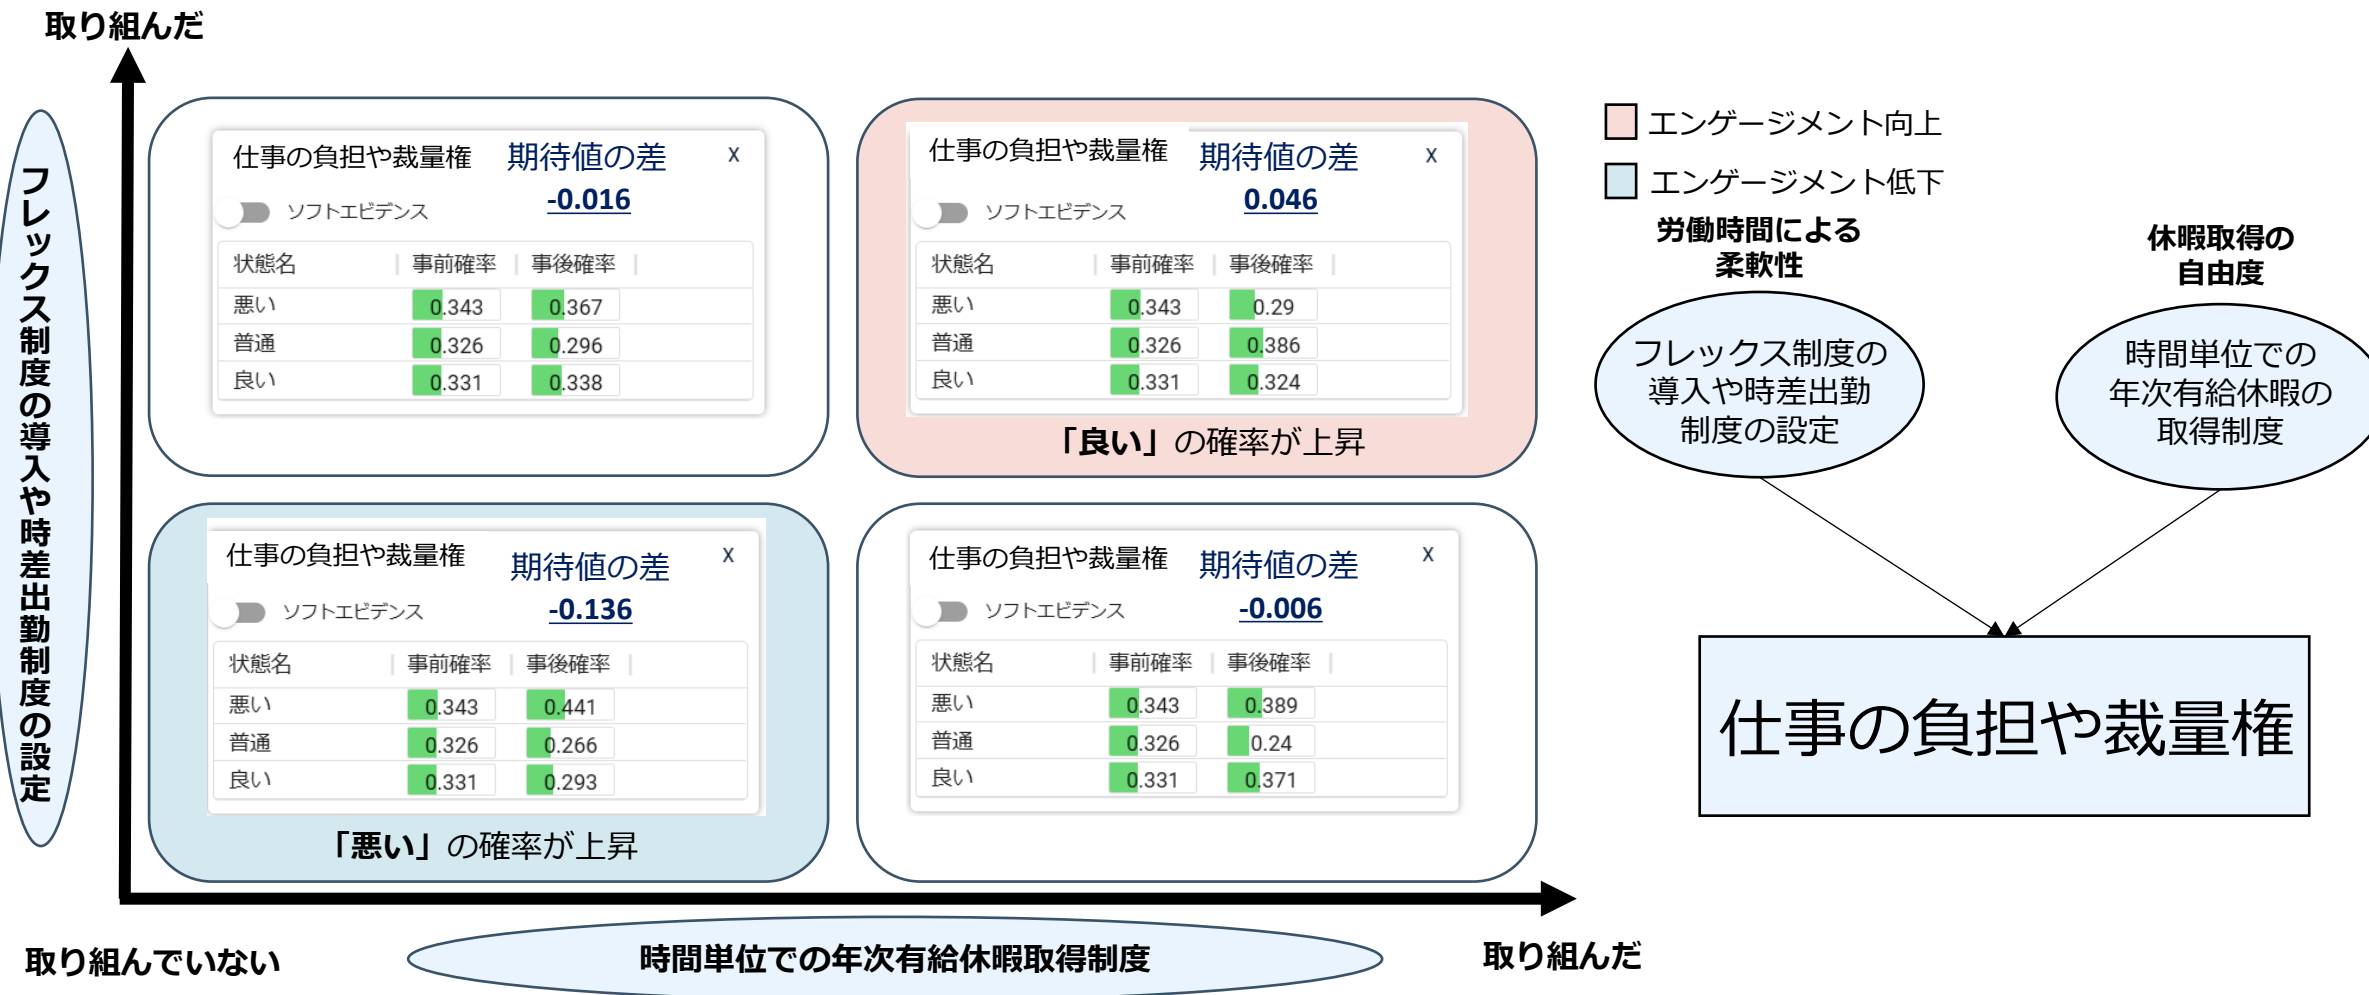 取り組んだ
フレックス制度の導入や時差出勤制度の設定
仕事の負担や裁量権 期待値の差 x
-0.016
ソフトエビデンス
状態名 事前確率 事後確率
悪い 0.343 0.367
普通 0.326 0.296
良い 0.331 0.338
仕事の負担や裁量権 期待値の差 x
0.046
ソフトエビデンス
状態名 事前確率 事後確率
悪い 0.343 0.29
普通 0.326 0.386
良い 0.331 0.324
「良い」の確率が上昇
仕事の負担や裁量権 期待値の差 x
-0.136
ソフトエビデンス
状態名 事前確率 事後確率
悪い 0.343 0.441
普通 0.326 0.266
良い 0.331 0.293
「悪い」の確率が上昇
仕事の負担や裁量権 期待値の差 x
-0.006
ソフトエビデンス
状態名 事前確率 事後確率
悪い 0.343 0.389
普通 0.326 0.24
良い 0.331 0.371
取り組んでいない
時間単位での年次有給休暇取得制度
取り組んだ
エンゲージメント向上
エンゲージメント低下
労働時間による
柔軟性
フレックス制度の
導入や時差出勤
制度の設定
休暇取得の
自由度
時間単位での
年次有給休暇の
取得制度
仕事の負担や裁量権